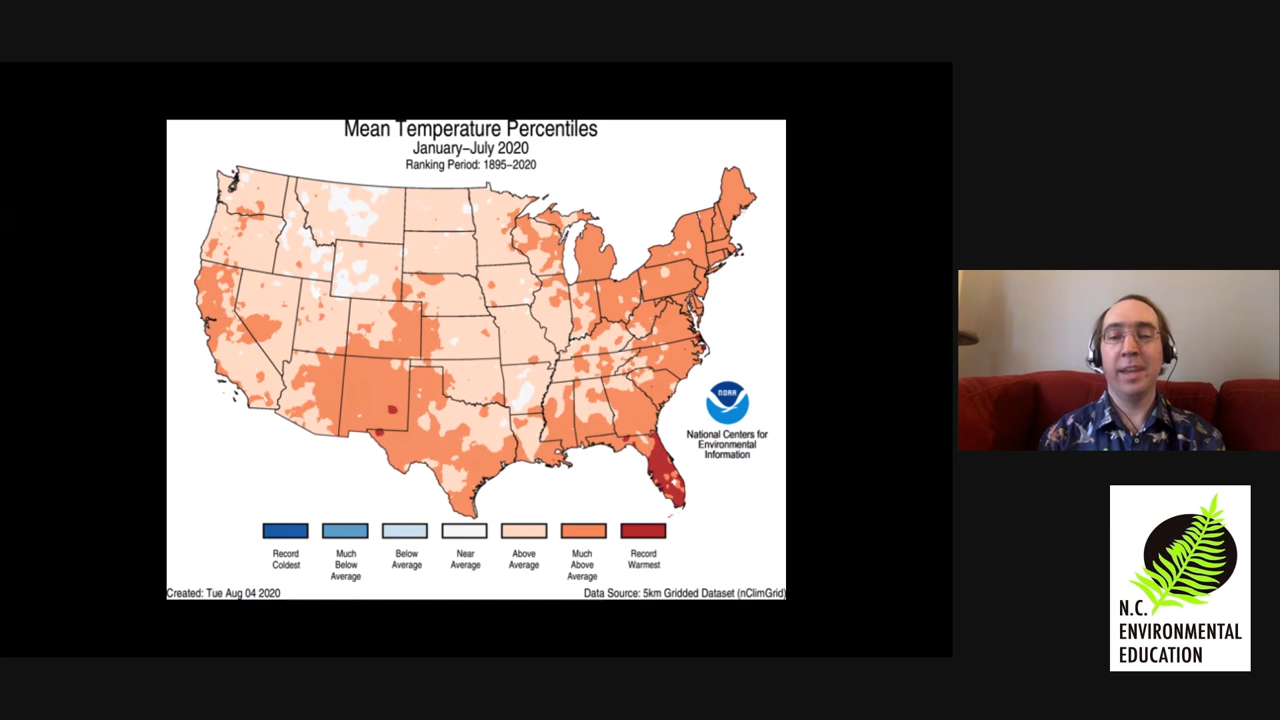 Mean Temperature Percentiles
January–July 2020
Ranking Period: 1895–2020
NOAA
National Centers for
Environmental
Information
Record
Coldest
Much
Below
Average
Below
Average
Near
Average
Above
Average
Much
Above
Average
Record
Warmest
Created: Tue Aug 04 2020
Data Source: 5km Gridded Dataset (nClimGrid)
N.C.
ENVIRONMENTAL
EDUCATION